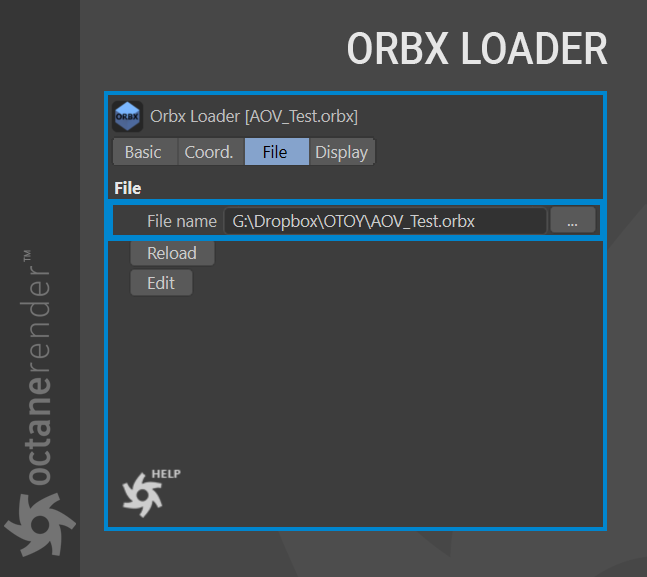 ORBX LOADER
ORBX
Orbx Loader [AOV_Test.orbx]
Basic
Coord.
File
Display
File
File name
G:\Dropbox\OTOY\AOV_Test.orbx
...
Reload
Edit
HELP
octanerender™